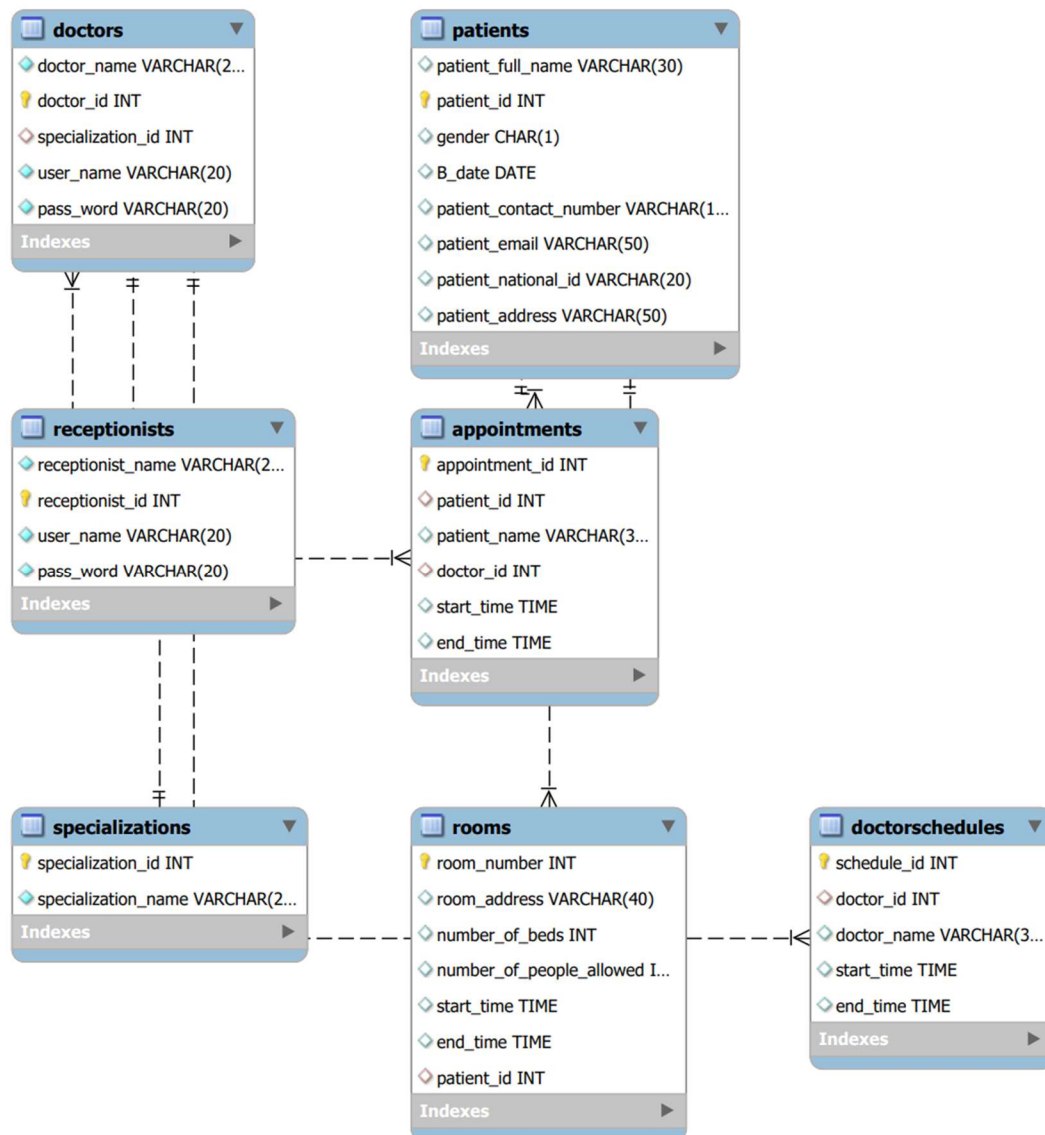 doctors
doctor_name VARCHAR(2...
doctor_id INT
specialization_id INT
user_name VARCHAR(20)
pass_word VARCHAR(20)
Indexes
patients
patient_full_name VARCHAR(30)
patient_id INT
gender CHAR(1)
B_date DATE
patient_contact_number VARCHAR(1...
patient_email VARCHAR(50)
patient_national_id VARCHAR(20)
patient_address VARCHAR(50)
Indexes
receptionists
receptionist_name VARCHAR(2...
receptionist_id INT
user_name VARCHAR(20)
pass_word VARCHAR(20)
Indexes
appointments
appointment_id INT
patient_id INT
patient_name VARCHAR(3...
doctor_id INT
start_time TIME
end_time TIME
Indexes
specializations
specialization_id INT
specialization_name VARCHAR(2...
Indexes
rooms
room_number INT
room_address VARCHAR(40)
number_of_beds INT
number_of_people_allowed I...
start_time TIME
end_time TIME
patient_id INT
Indexes
doctorschedules
schedule_id INT
doctor_id INT
doctor_name VARCHAR(3...
start_time TIME
end_time TIME
Indexes